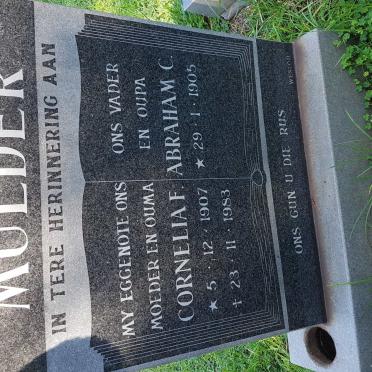 MULDER
IN TERE HERINNERING AAN
MY EGGENOTE ONS
MOEDER EN OUMA
CORNELIA F.
★ 5 · 12 · 1907
✝ 23 · 11 · 1983
ONS VADER
EN OUPA
ABRAHAM C.
★ 29 · 1 · 1905
ONS GUN U DIE RUS